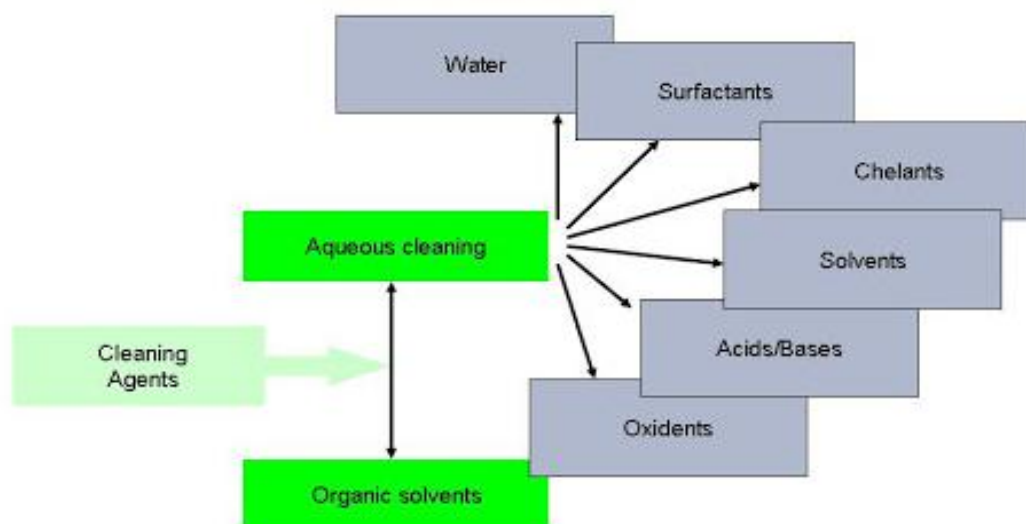 Water
Surfactants
Chelants
Aqueous cleaning
Solvents
Acids/Bases
Cleaning
Agents
Oxidents
Organic solvents